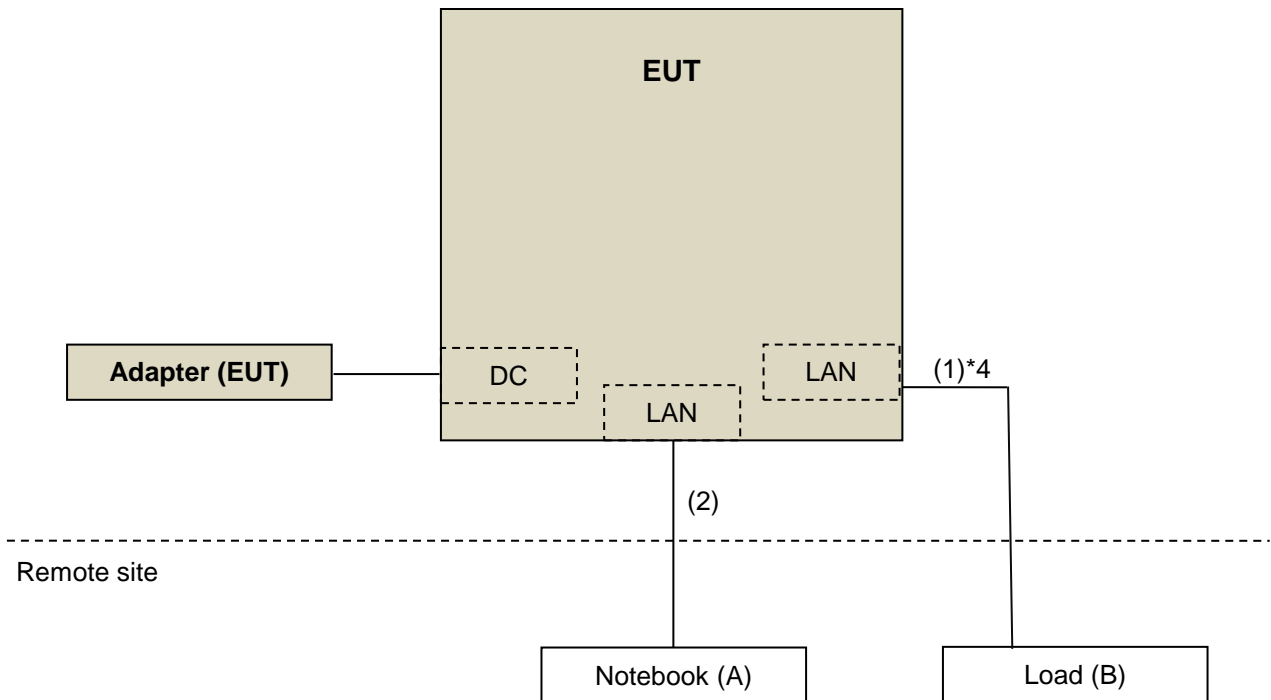 EUT
Adapter (EUT)
DC
LAN
LAN
(1)*4
(2)
Remote site
Notebook (A)
Load (B)